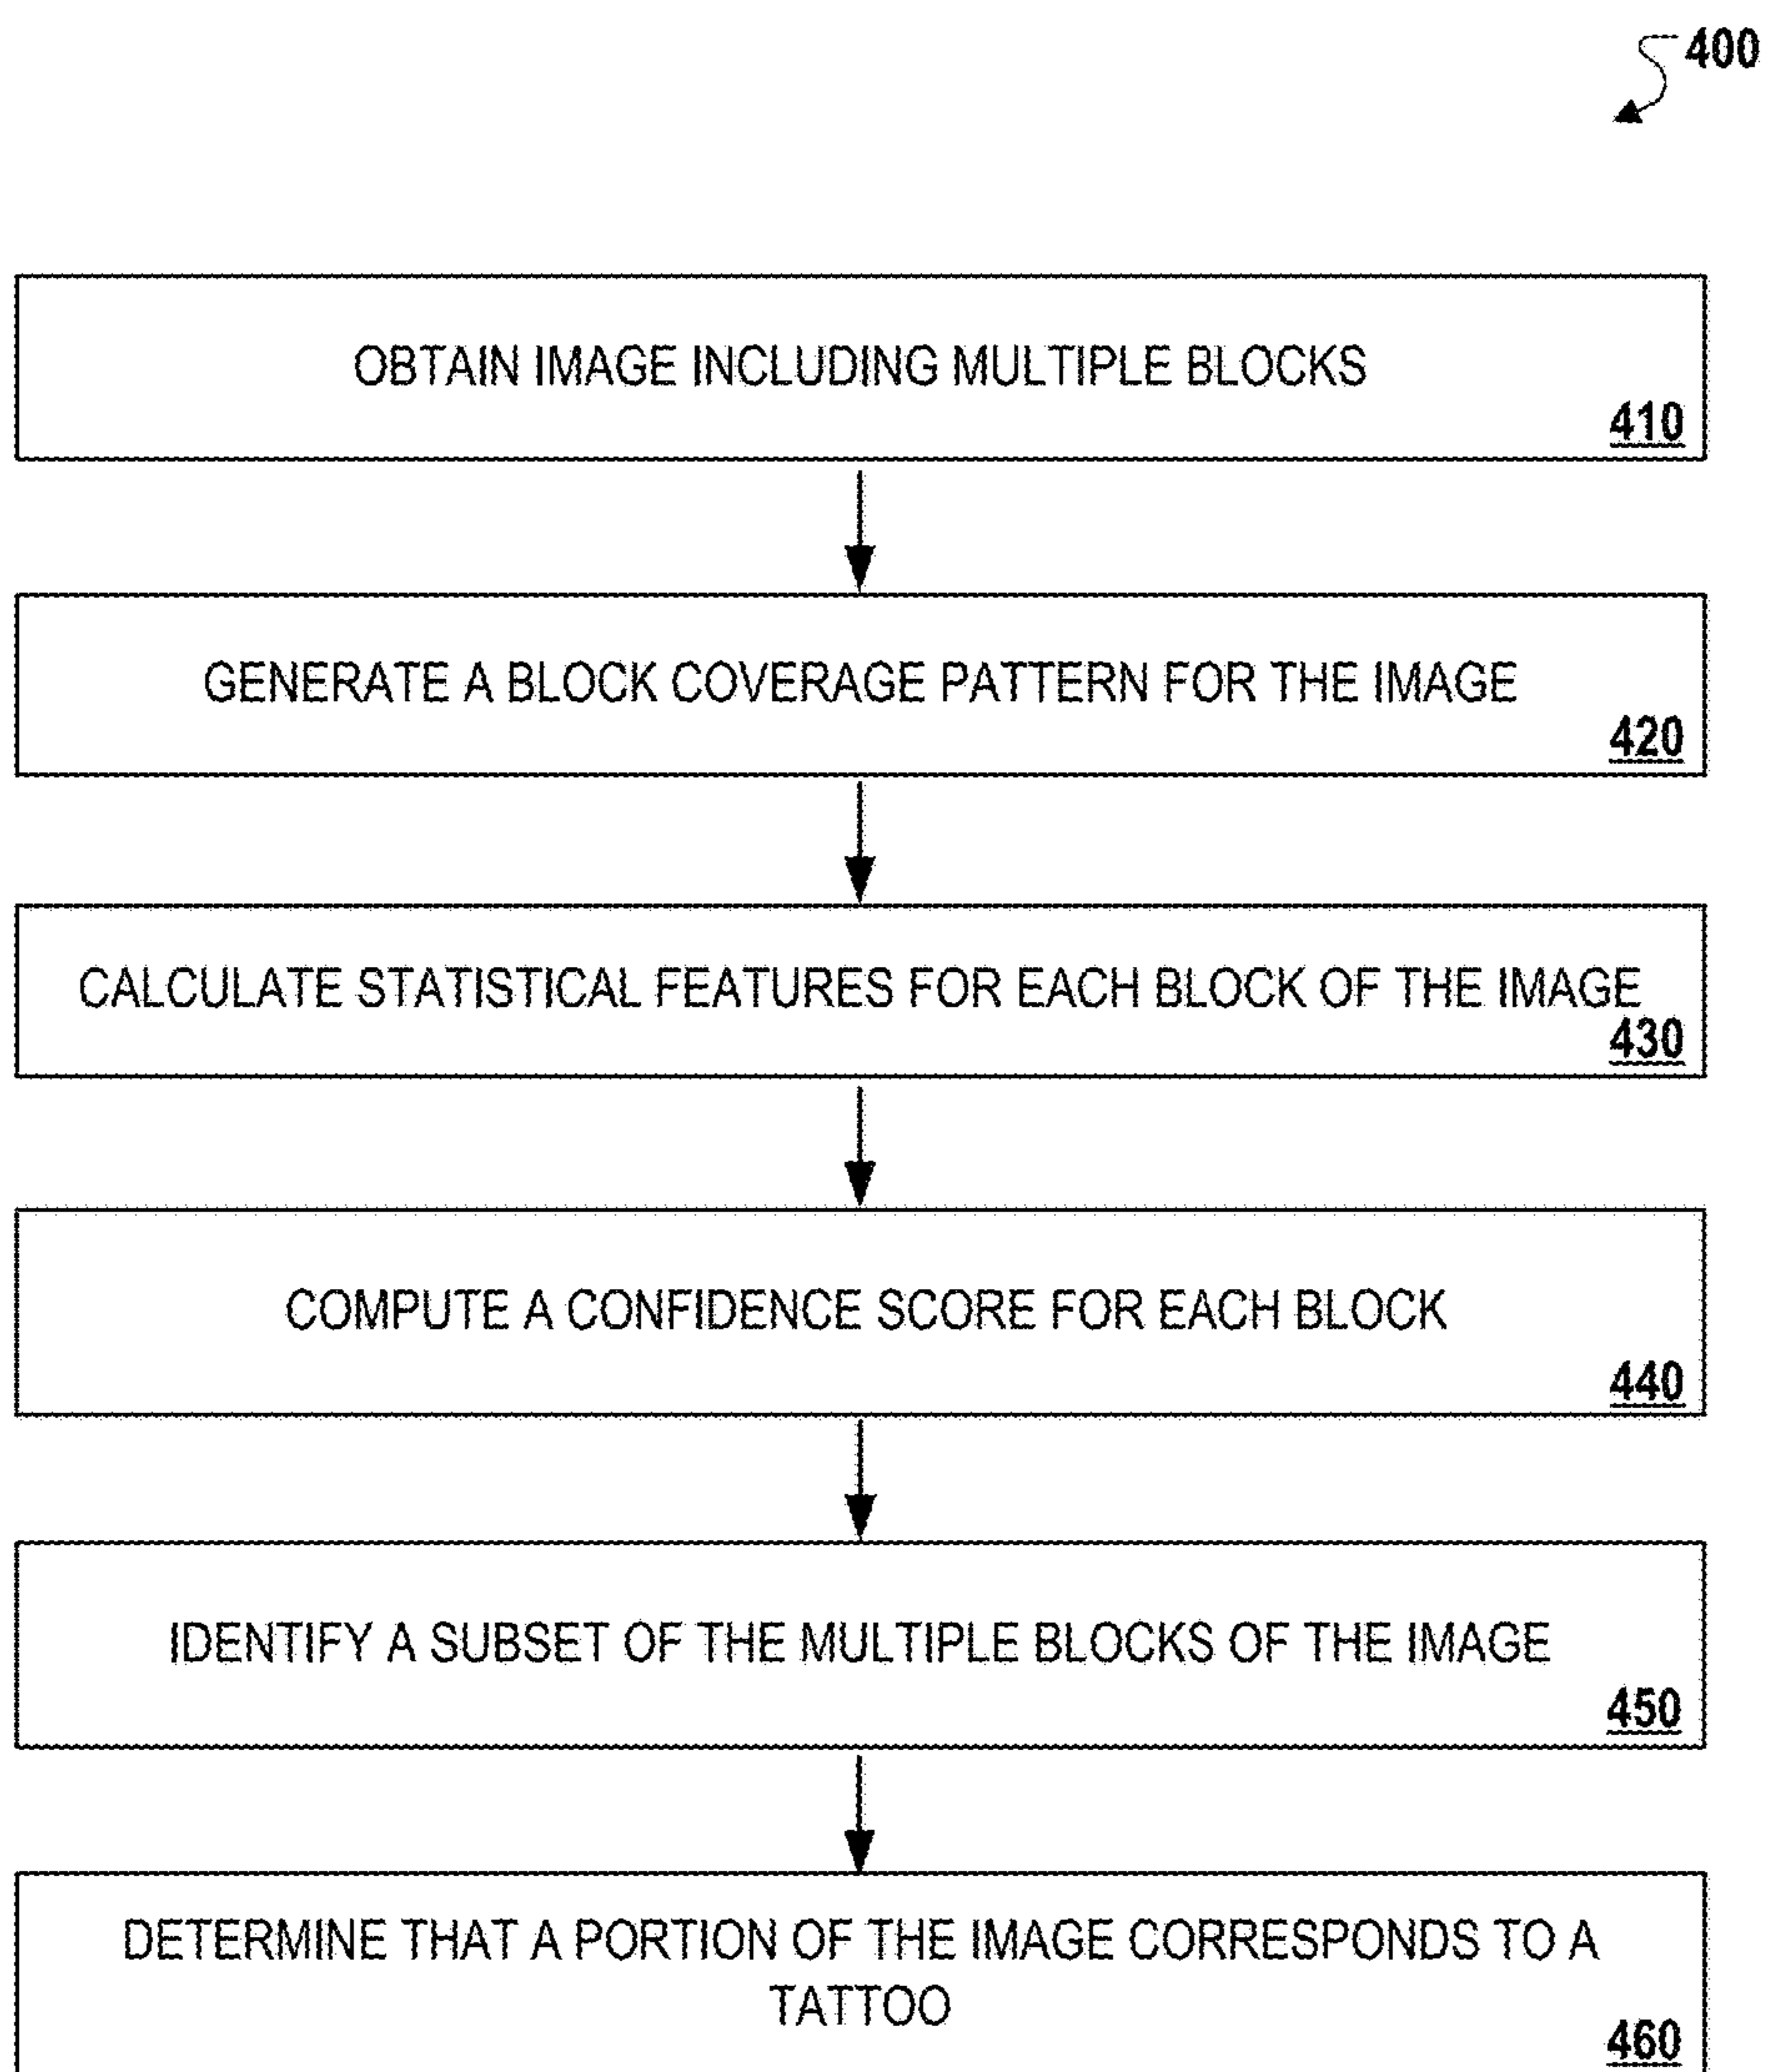 400
OBTAIN IMAGE INCLUDING MULTIPLE BLOCKS
410
GENERATE A BLOCK COVERAGE PATTERN FOR THE IMAGE
420
CALCULATE STATISTICAL FEATURES FOR EACH BLOCK OF THE IMAGE
430
COMPUTE A CONFIDENCE SCORE FOR EACH BLOCK
440
IDENTIFY A SUBSET OF THE MULTIPLE BLOCKS OF THE IMAGE
450
DETERMINE THAT A PORTION OF THE IMAGE CORRESPONDS TO A
TATTOO
460